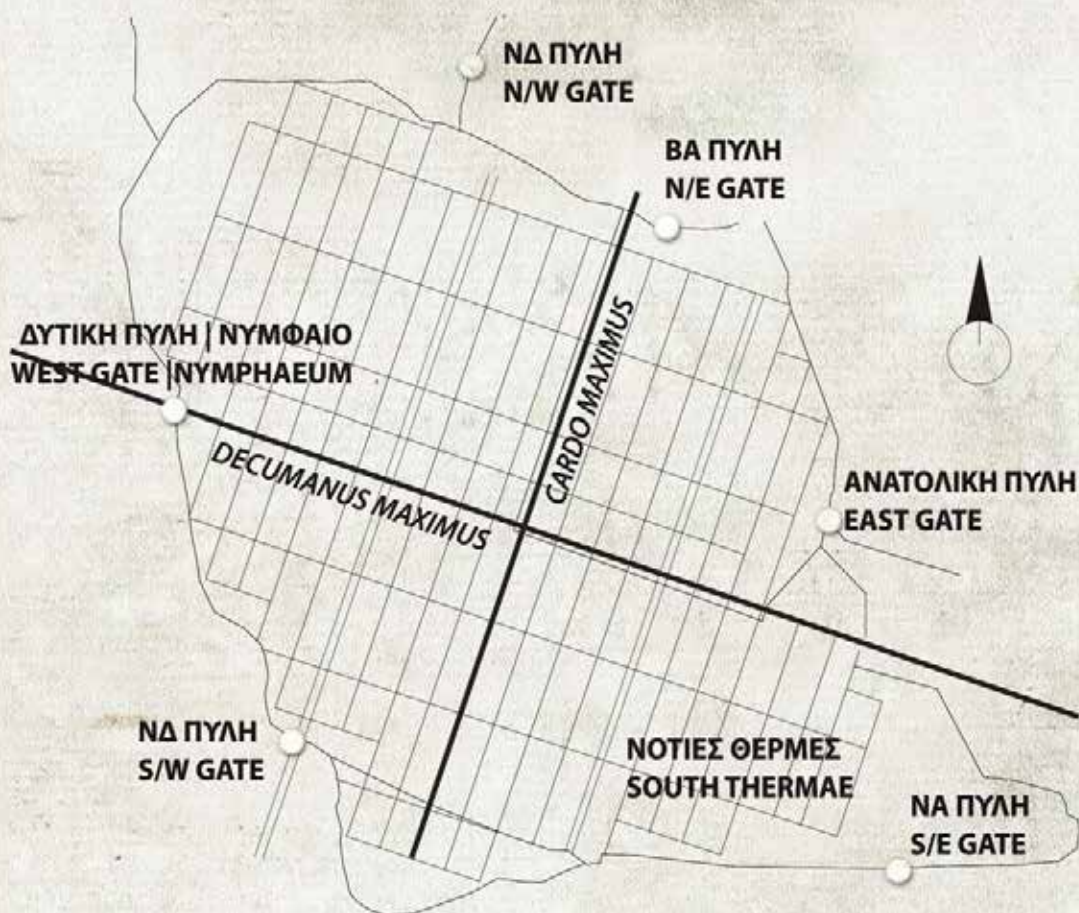 ΝΔ ΠΥΛΗ
N/W GATE
ΒΑ ΠΥΛΗ
N/E GATE
ΔΥΤΙΚΗ ΠΥΛΗ | ΝΥΜΦΑΙΟ
WEST GATE |NYMPHAEUM
CARDO MAXIMUS
DECUMANUS MAXIMUS
ΑΝΑΤΟΛΙΚΗ ΠΥΛΗ
EAST GATE
ΝΔ ΠΥΛΗ
S/W GATE
ΝΟΤΙΕΣ ΘΕΡΜΕΣ
SOUTH THERMAE
ΝΑ ΠΥΛΗ
S/E GATE